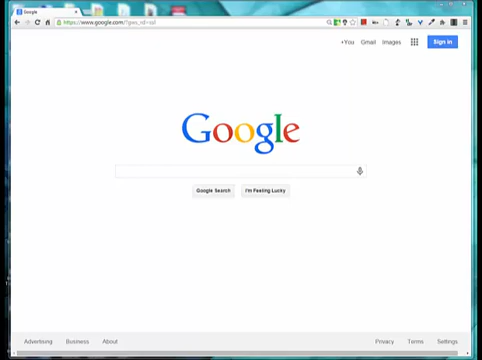 Google
https://www.google.com/?gws_rd=ssl
+You Gmail Images Sign in
Google
Google Search I'm Feeling Lucky
Advertising Business About Privacy Terms Settings